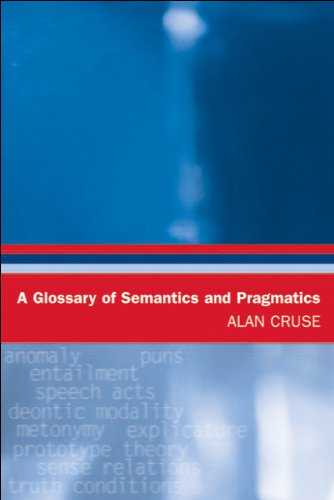 A Glossary of Semantics and Pragmatics
ALAN CRUSE
anomaly puns
entailment
speech acts
deontic modality
metonymy explicature
prototype theory
sense relations
truth conditions